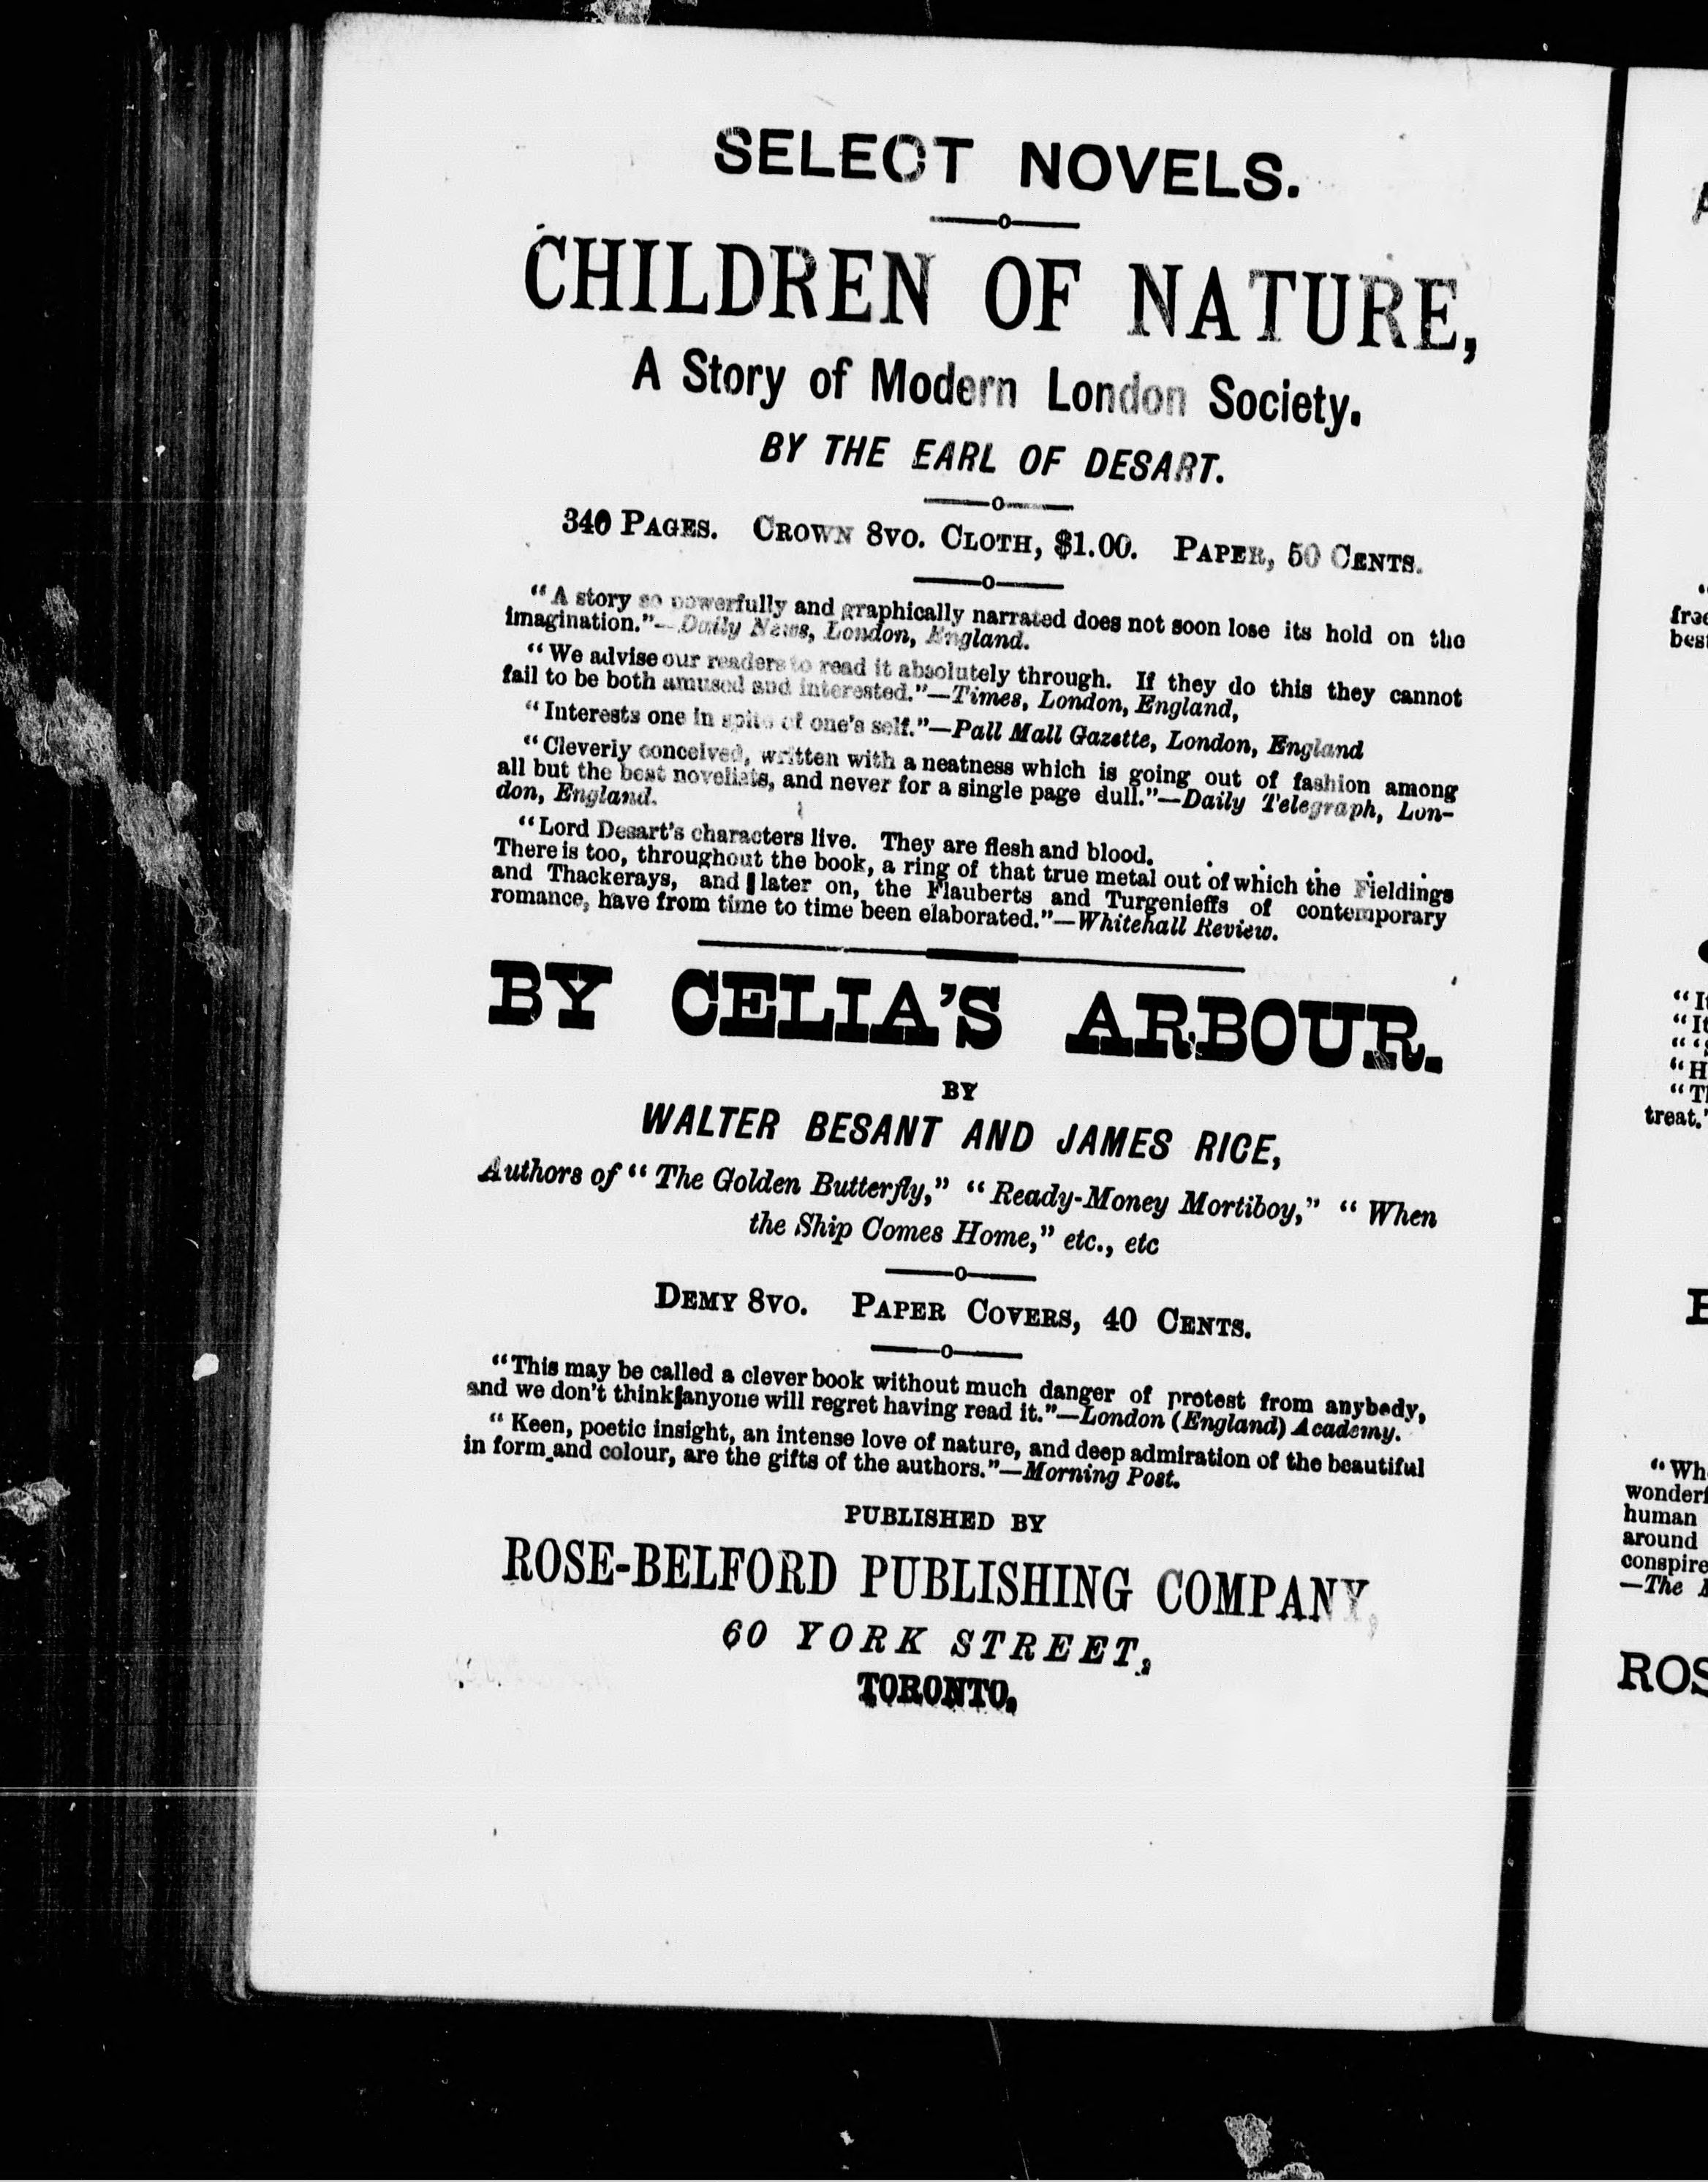 SELECT NOVELS.
CHILDREN OF NATURE,
A Story of Modern London Society.
BY THE EARL OF DESART.
340 PAGES. CROWN 8VO. CLOTH, $1.00. PAPER, 50 CENTS.
"A story so powerfully and graphically narrated does not soon lose its hold on the
imagination."—Daily News, London, England.
"We advise our readers to read it absolutely through. If they do this they cannot
fail to be both amused and interested."—Times, London, England,
"Interests one in spite of one's self."—Pall Mall Gazette, London, England
"Cleverly conceived, written with a neatness which is going out of fashion among
all but the best novelists, and never for a single page dull."—Daily Telegraph, Lon-
don, England.
"Lord Desart's characters live. They are flesh and blood. . . . . .
There is too, throughout the book, a ring of that true metal out of which the Fieldings
and Thackerays, and later on, the Flauberts and Turgenieffs of contemporary
romance, have from time to time been elaborated."—Whitehall Review.
BY CELIA'S ARBOUR.
BY
WALTER BESANT AND JAMES RICE,
Authors of "The Golden Butterfly," "Ready-Money Mortiboy," "When
the Ship Comes Home," etc., etc
DEMY 8VO. PAPER COVERS, 40 CENTS.
"This may be called a clever book without much danger of protest from anybody,
and we don't think anyone will regret having read it."—London (England) Academy.
"Keen, poetic insight, an intense love of nature, and deep admiration of the beautiful
in form and colour, are the gifts of the authors."—Morning Post.
PUBLISHED BY
ROSE-BELFORD PUBLISHING COMPANY,
60 YORK STREET,
TORONTO.
treat."
human
around
—The